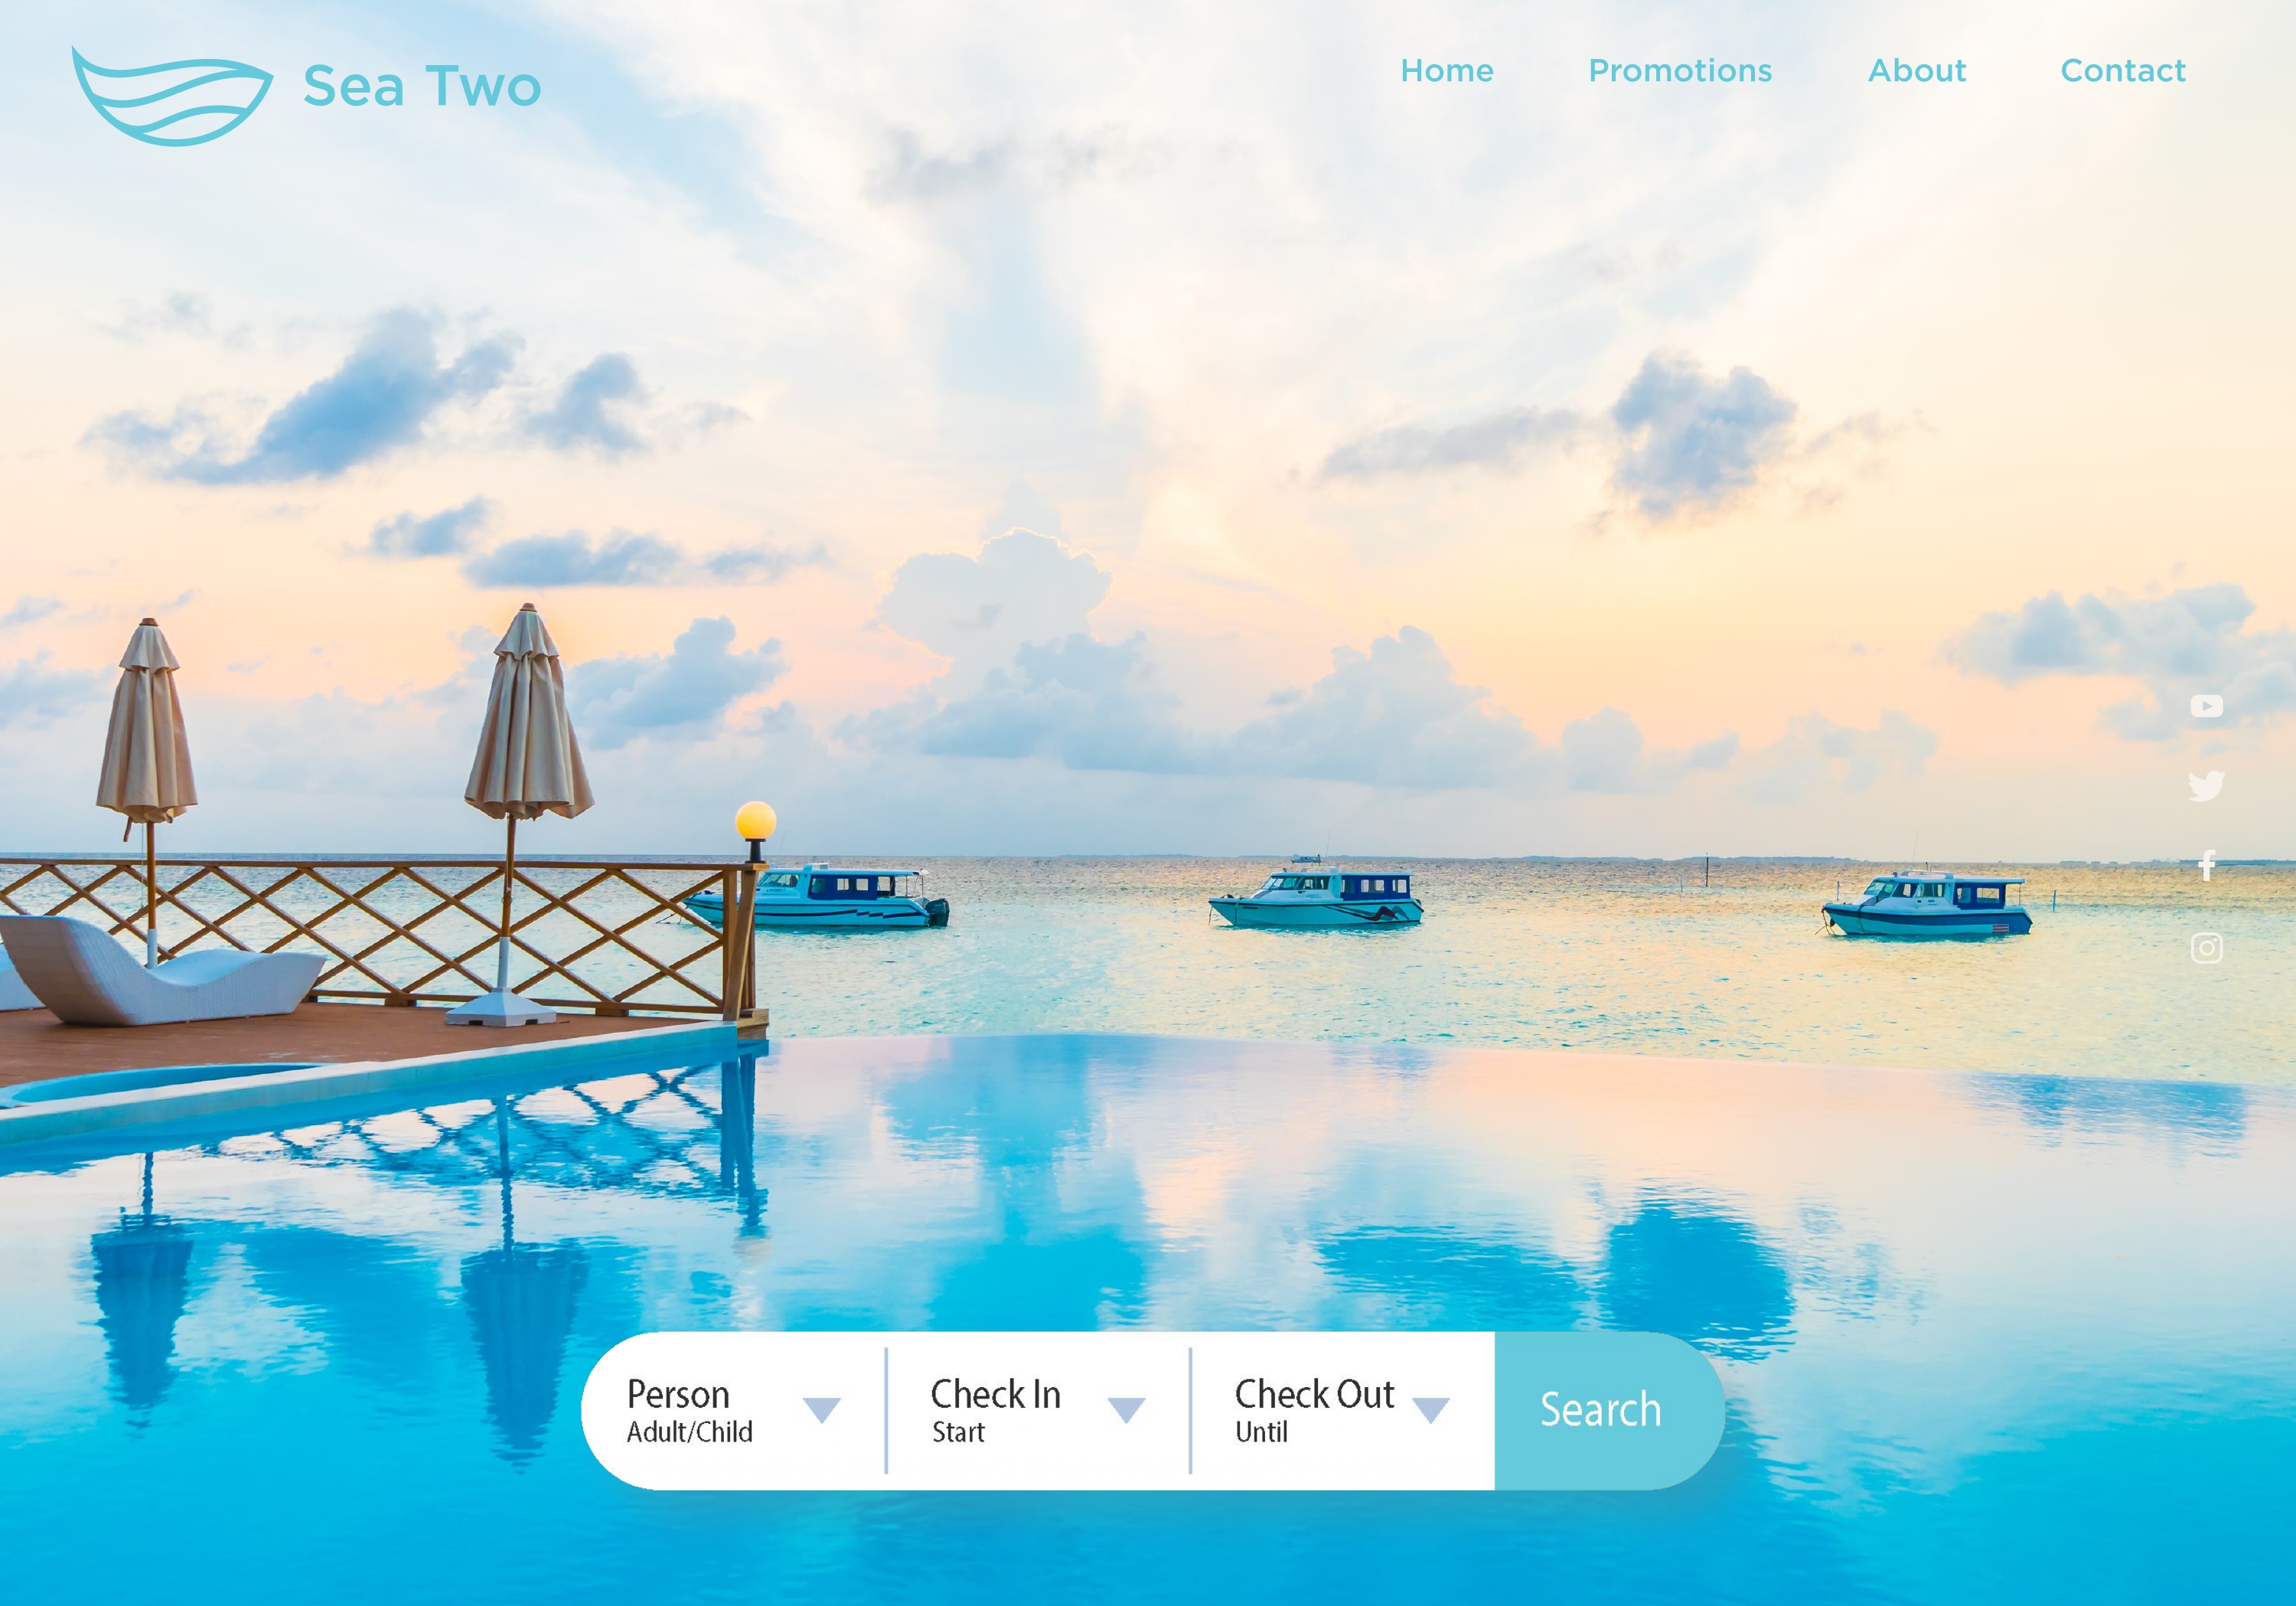 Sea Two
Home Promotions About Contact
Person
Adult/Child
Check In
Start
Check Out
Until
Search